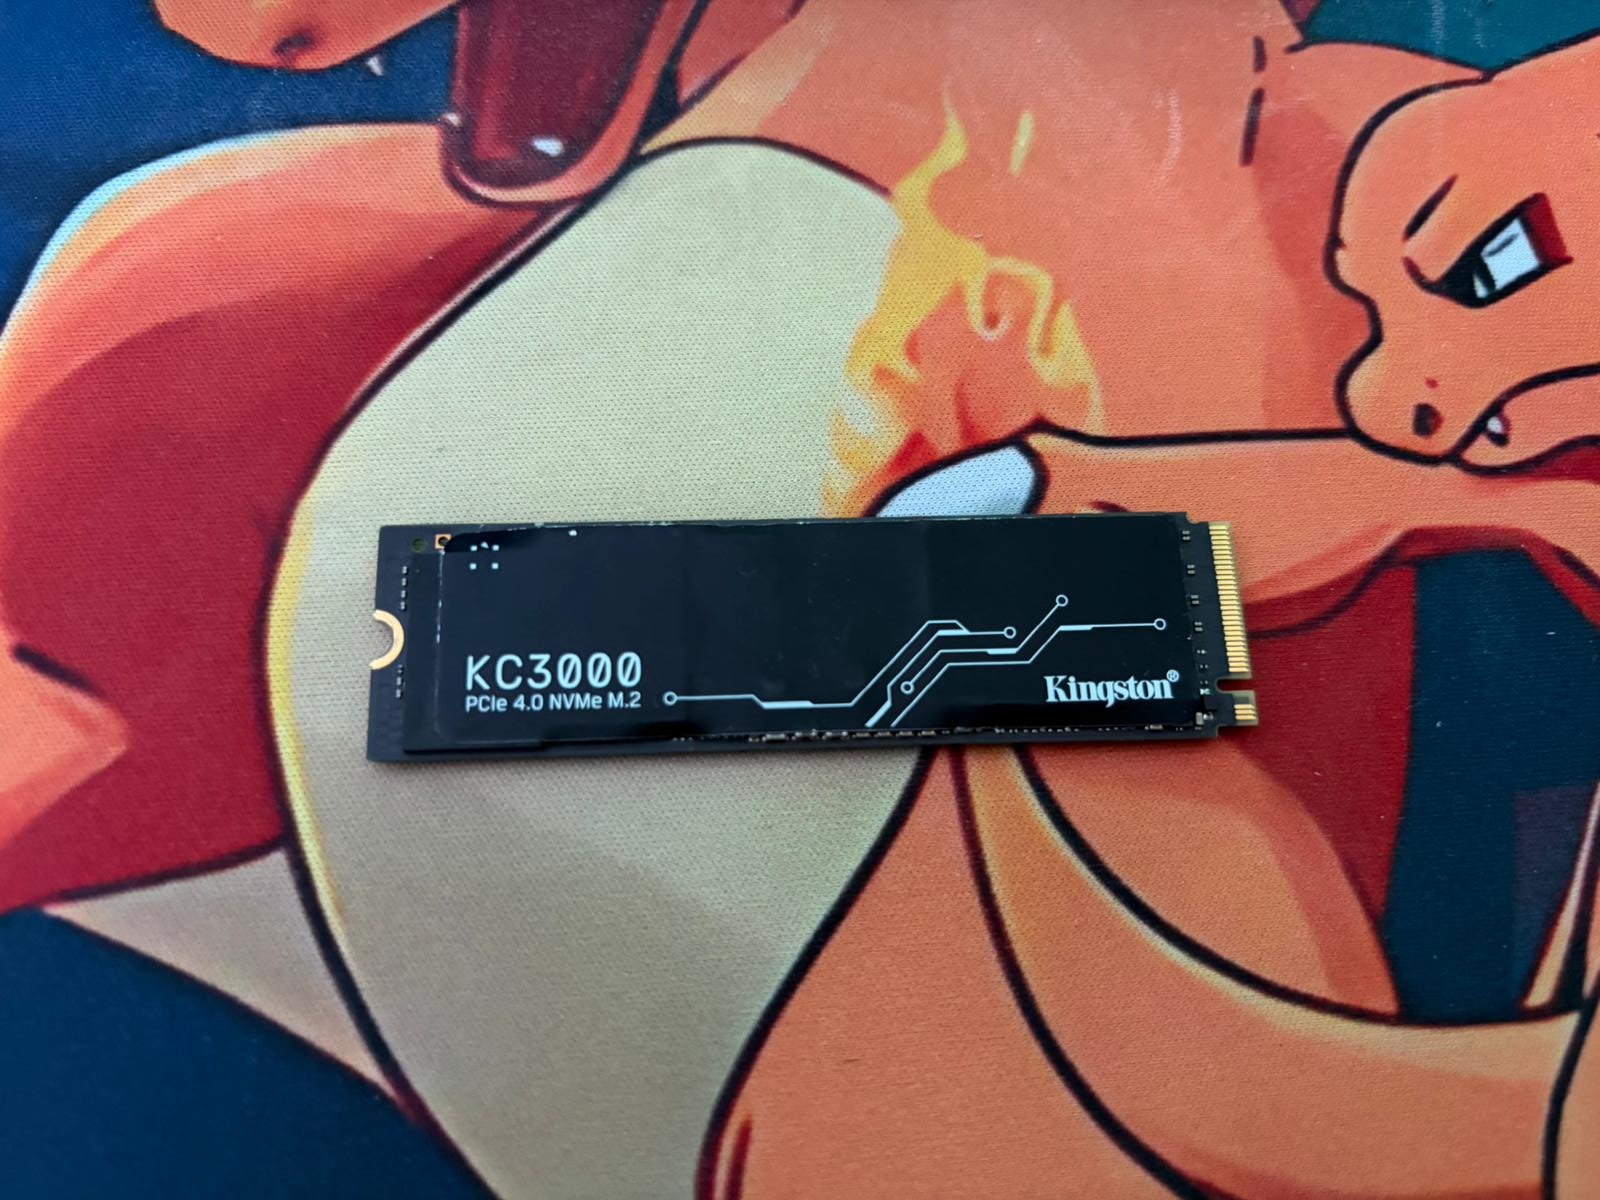 KC3000
PCIe 4.0 NVMe M.2
Kingston®